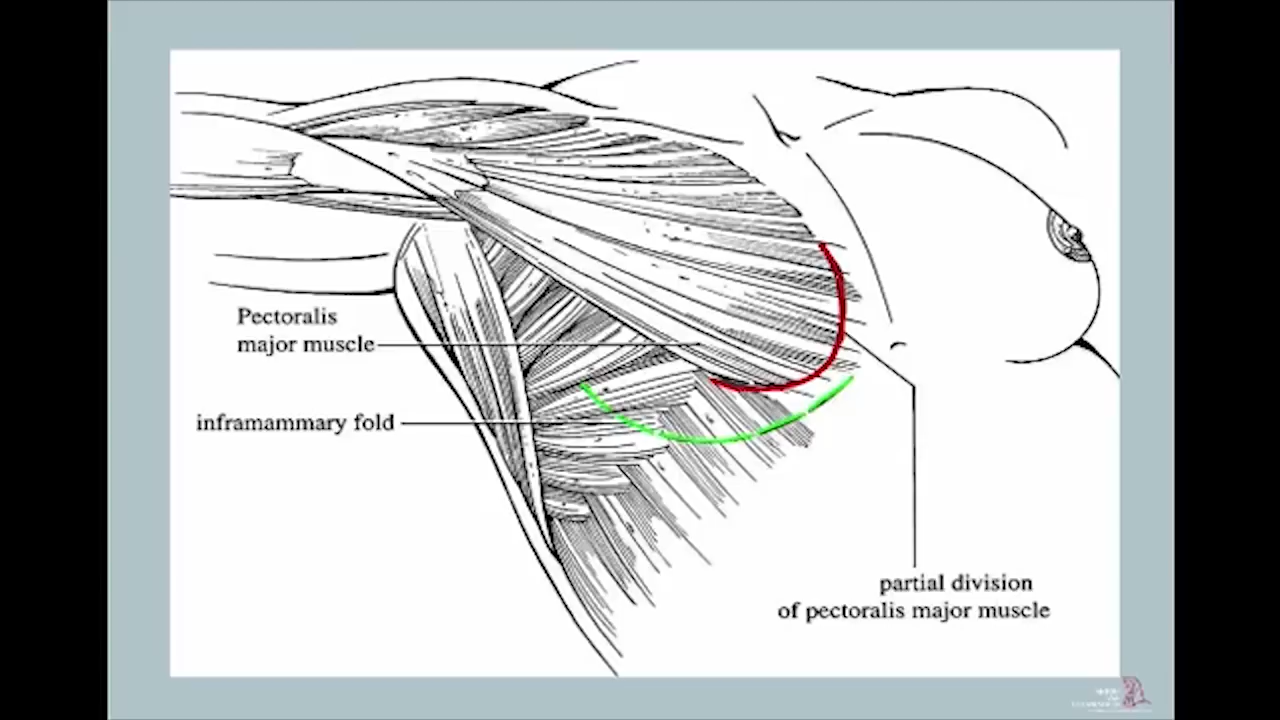 Pectoralis
major muscle
inframammary fold
partial division
of pectoralis major muscle